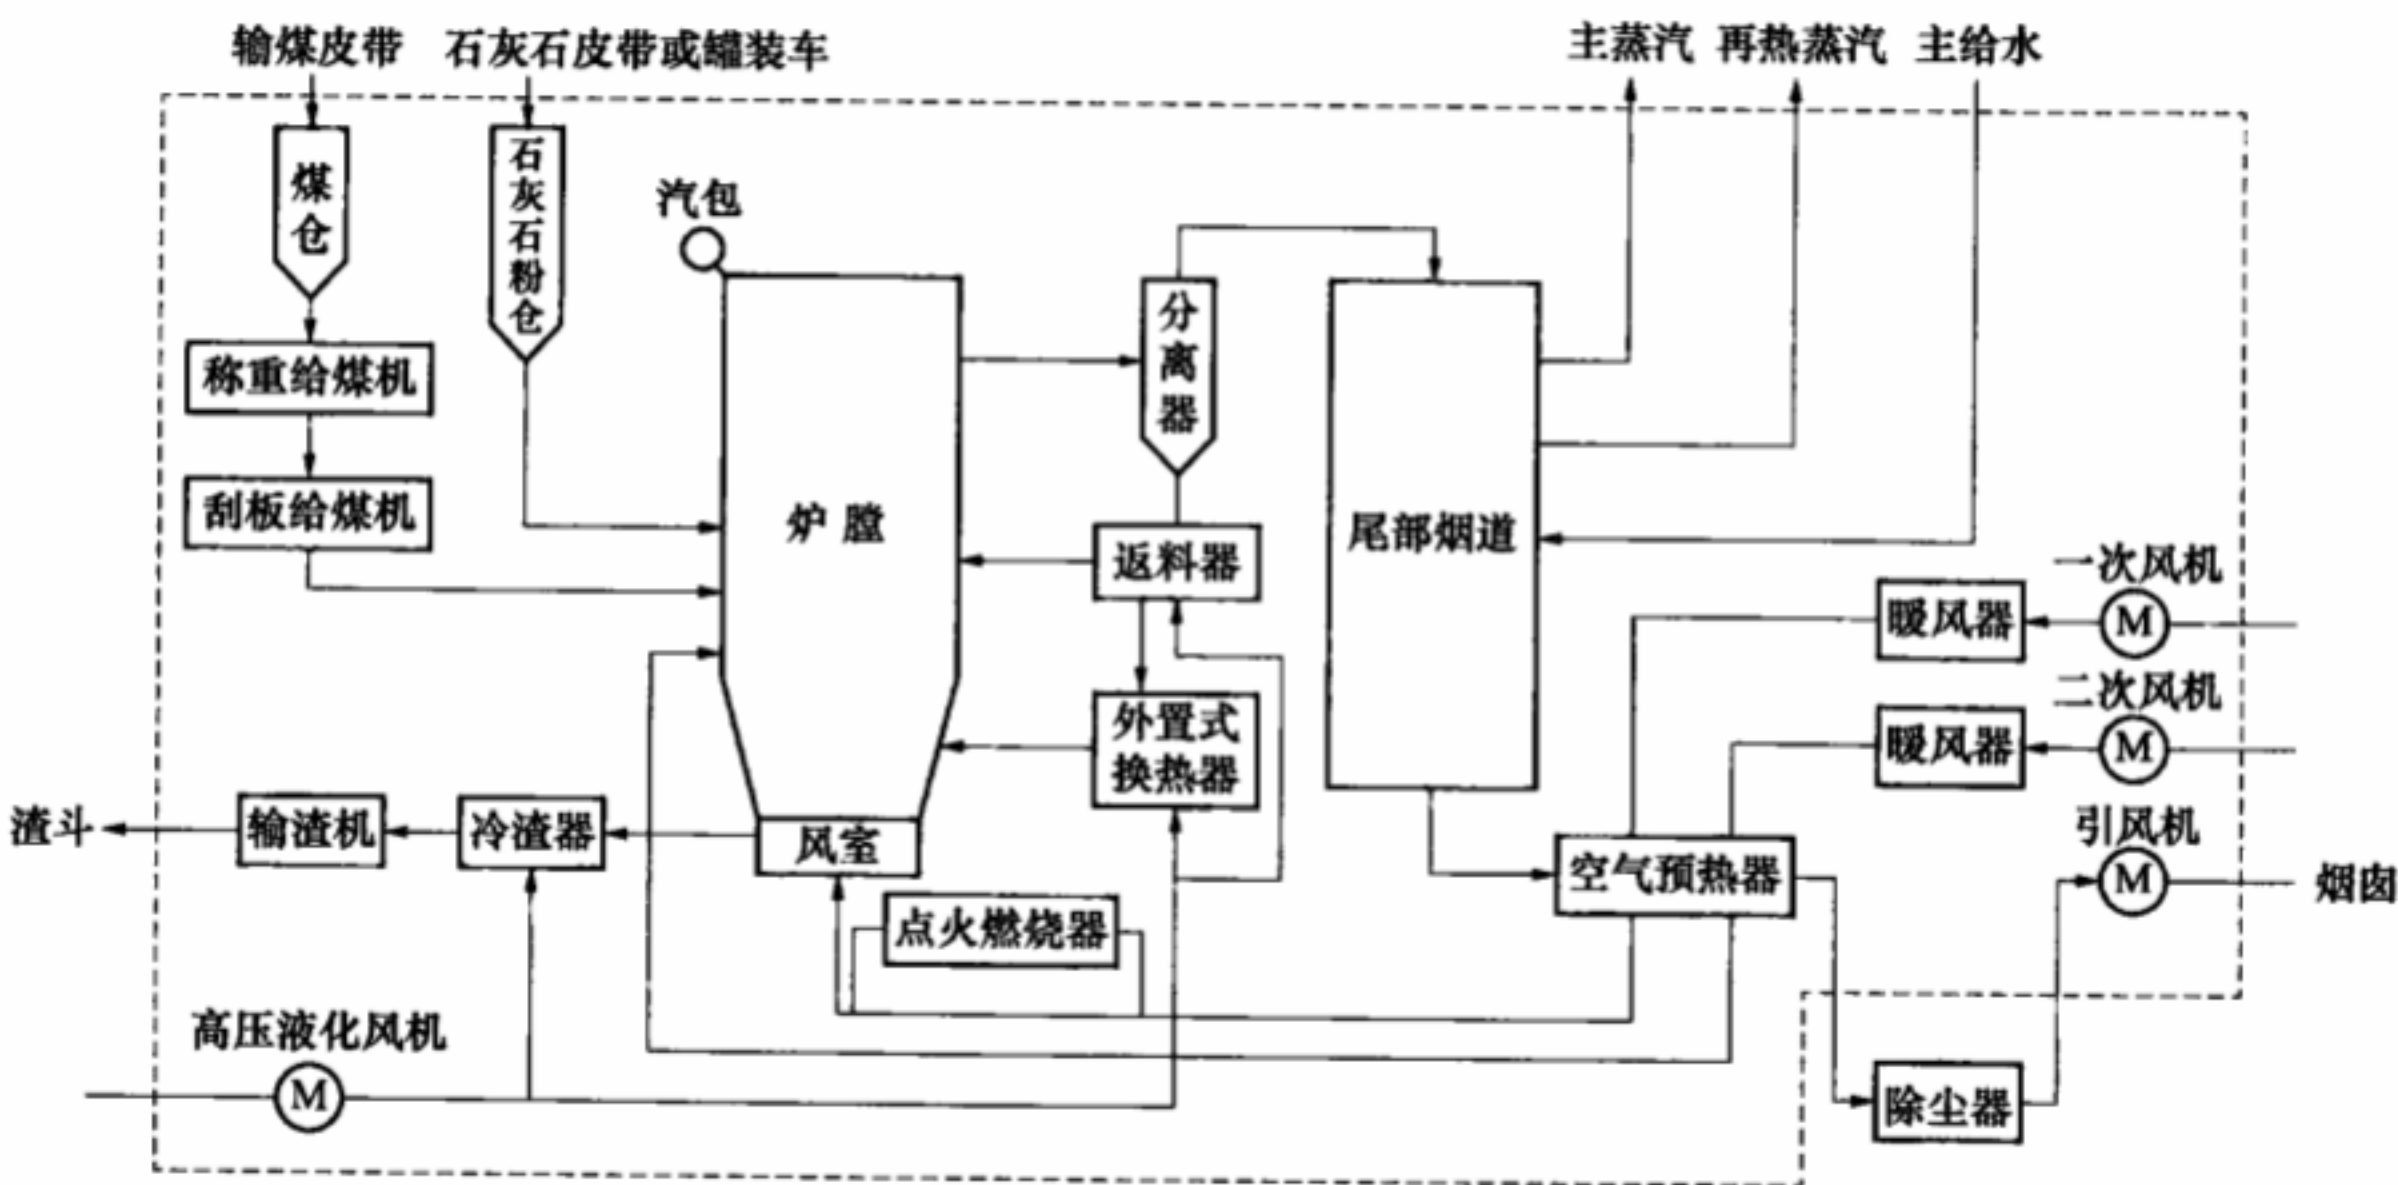 输煤皮带
石灰石皮带或罐装车
主蒸汽
再热蒸汽
主给水
煤仓
石灰石粉仓
汽包
分离器
称重给煤机
刮板给煤机
炉膛
返料器
尾部烟道
一次风机
暖风器
M
二次风机
外置式
换热器
暖风器
M
渣斗
输渣机
冷渣器
风室
空气预热器
引风机
M
烟囱
点火燃烧器
高压液化风机
M
除尘器